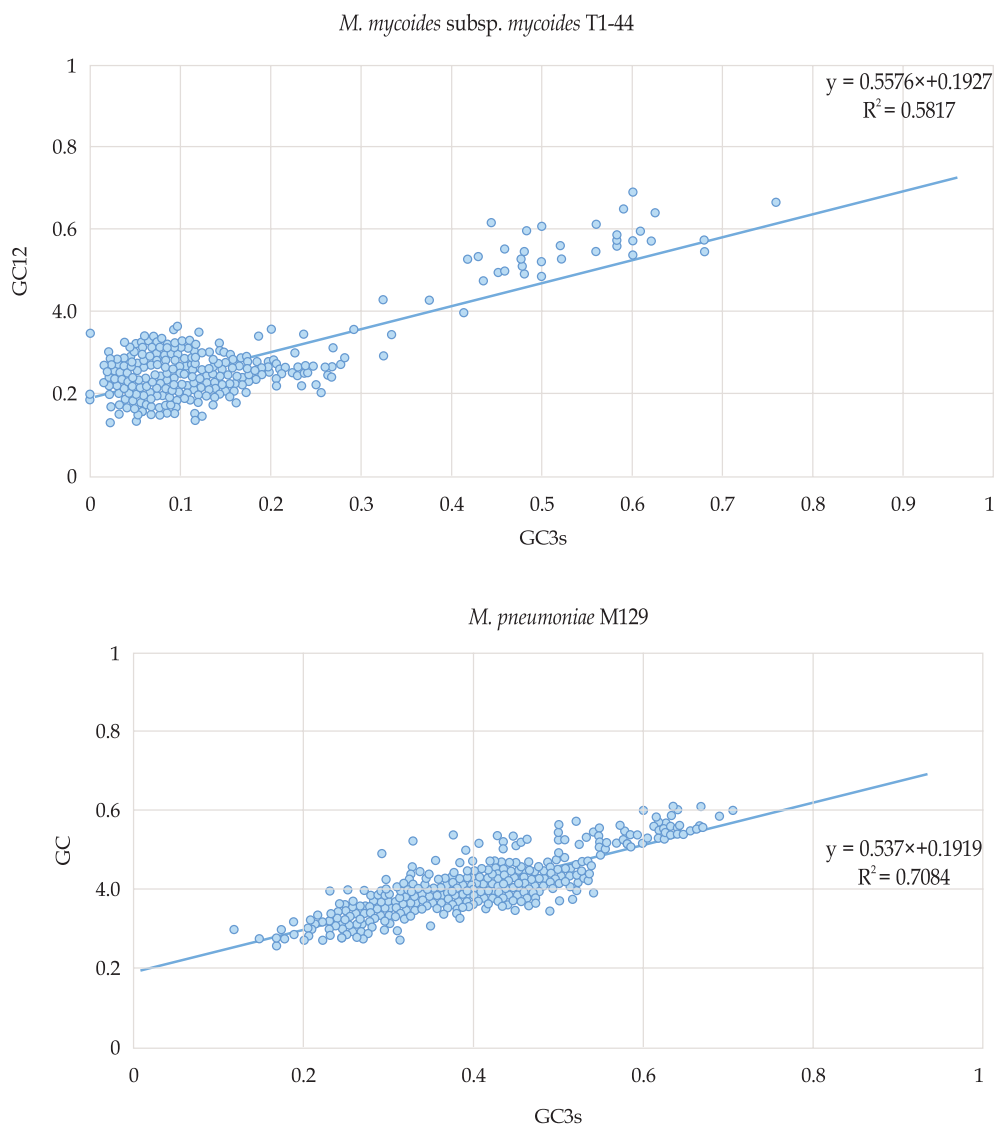 M. mycoides subsp. mycoides T1-44
y = 0.5576×+0.1927
R² = 0.5817
1
0.8
0.6
4.0
0.2
0
GC12
0 0.1 0.2 0.3 0.4 0.5 0.6 0.7 0.8 0.9 1
GC3s
M. pneumoniae M129
1
0.8
0.6
4.0
0.2
0
GC
y = 0.537×+0.1919
R² = 0.7084
0 0.2 0.4 0.6 0.8 1
GC3s